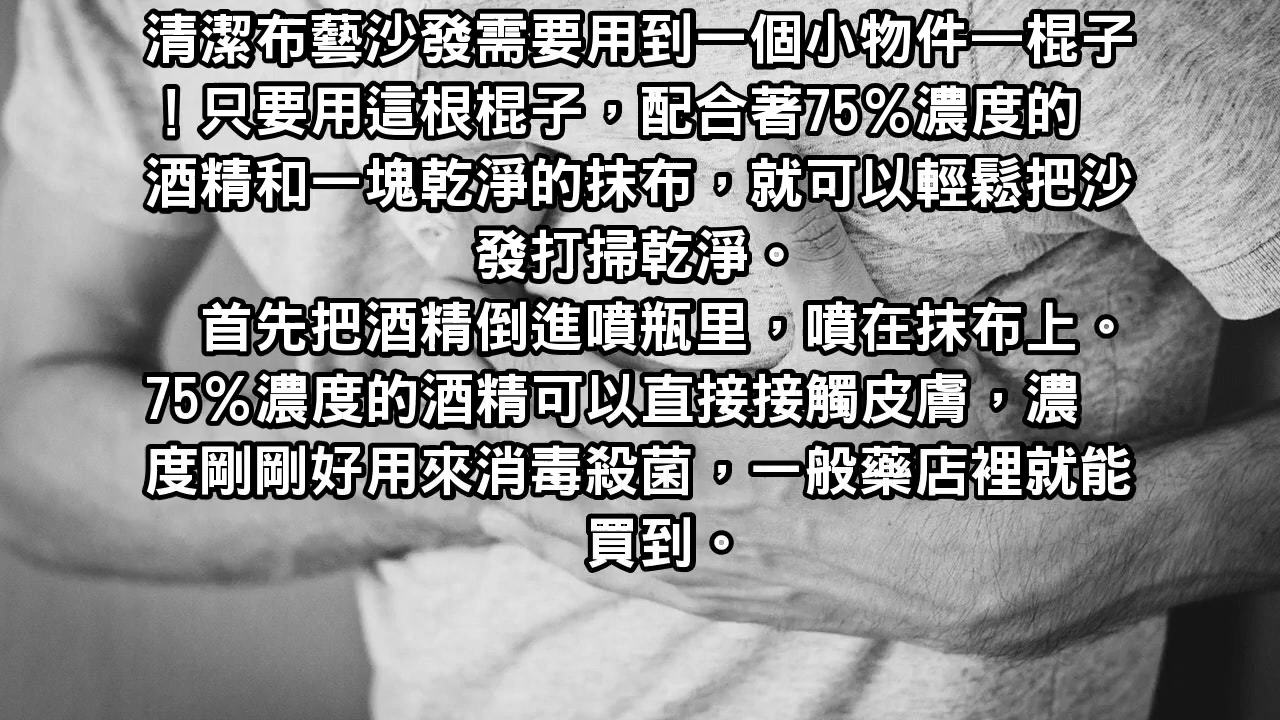 清潔布藝沙發需要用到一個小物件—棍子
！只要用這根棍子，配合著75%濃度的
酒精和一塊乾淨的抹布，就可以輕鬆把沙
發打掃乾淨。
首先把酒精倒進噴瓶里，噴在抹布上。
75%濃度的酒精可以直接接觸皮膚，濃
度剛剛好用來消毒殺菌，一般藥店裡就能
買到。